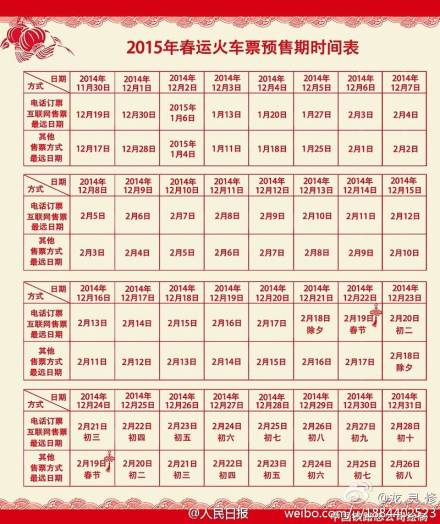 2015年春运火车票预售期时间表
日期 方式 2014年11月30日 2014年12月1日 2014年12月2日 2014年12月3日 2014年12月4日 2014年12月5日 2014年12月6日 2014年12月7日
电话订票 互联网售票 最远日期 12月19日 12月30日 2015年1月6日 1月13日 1月20日 1月27日 2月3日 2月4日
其他 售票方式 最远日期 12月17日 12月28日 2015年1月4日 1月11日 1月18日 1月25日 2月1日 2月2日
日期 方式 2014年12月8日 2014年12月9日 2014年12月10日 2014年12月11日 2014年12月12日 2014年12月13日 2014年12月14日 2014年12月15日
电话订票 互联网售票 最远日期 2月5日 2月6日 2月7日 2月8日 2月9日 2月10日 2月11日 2月12日
其他 售票方式 最远日期 2月3日 2月4日 2月5日 2月6日 2月7日 2月8日 2月9日 2月10日
日期 方式 2014年12月16日 2014年12月17日 2014年12月18日 2014年12月19日 2014年12月20日 2014年12月21日 2014年12月22日 2014年12月23日
电话订票 互联网售票 最远日期 2月13日 2月14日 2月15日 2月16日 2月17日 2月18日除夕 2月19日春节 2月20日初二
其他 售票方式 最远日期 2月11日 2月12日 2月13日 2月14日 2月15日 2月16日 2月17日 2月18日除夕
日期 方式 2014年12月24日 2014年12月25日 2014年12月26日 2014年12月27日 2014年12月28日 2014年12月29日 2014年12月30日 2014年12月31日
电话订票 互联网售票 最远日期 2月21日初三 2月22日初四 2月23日初五 2月24日初六 2月25日初七 2月26日初八 2月27日初九 2月28日初十
其他 售票方式 最远日期 2月19日春节 2月20日初二 2月21日初三 2月22日初四 2月23日初五 2月24日初六 2月25日初七 2月26日初八
@人民日报